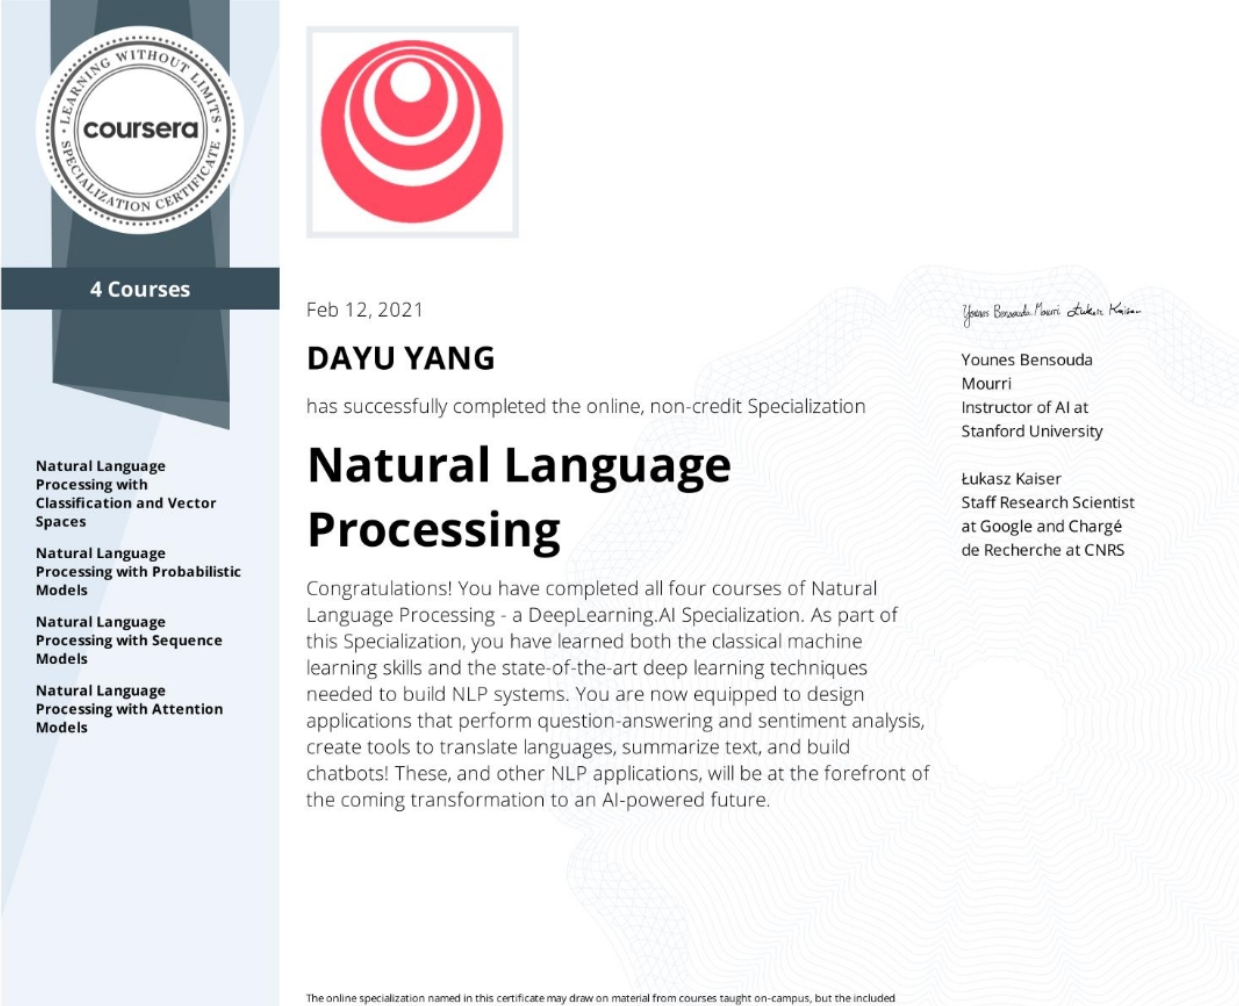 LEARNING WITHOUT LIMITS
coursera
SPECIALIZATION CERTIFICATE
4 Courses
Natural Language
Processing with
Classification and Vector
Spaces
Natural Language
Processing with Probabilistic
Models
Natural Language
Processing with Sequence
Models
Natural Language
Processing with Attention
Models
Feb 12, 2021
DAYU YANG
has successfully completed the online, non-credit Specialization
Natural Language
Processing
Congratulations! You have completed all four courses of Natural
Language Processing - a DeepLearning.AI Specialization. As part of
this Specialization, you have learned both the classical machine
learning skills and the state-of-the-art deep learning techniques
needed to build NLP systems. You are now equipped to design
applications that perform question-answering and sentiment analysis,
create tools to translate languages, summarize text, and build
chatbots! These, and other NLP applications, will be at the forefront of
the coming transformation to an AI-powered future.
Younes Bensouda Mourri Łukasz Kaiser
Younes Bensouda
Mourri
Instructor of AI at
Stanford University
Łukasz Kaiser
Staff Research Scientist
at Google and Chargé
de Recherche at CNRS
The online specialization named in this certificate may draw on material from courses taught on-campus, but the included